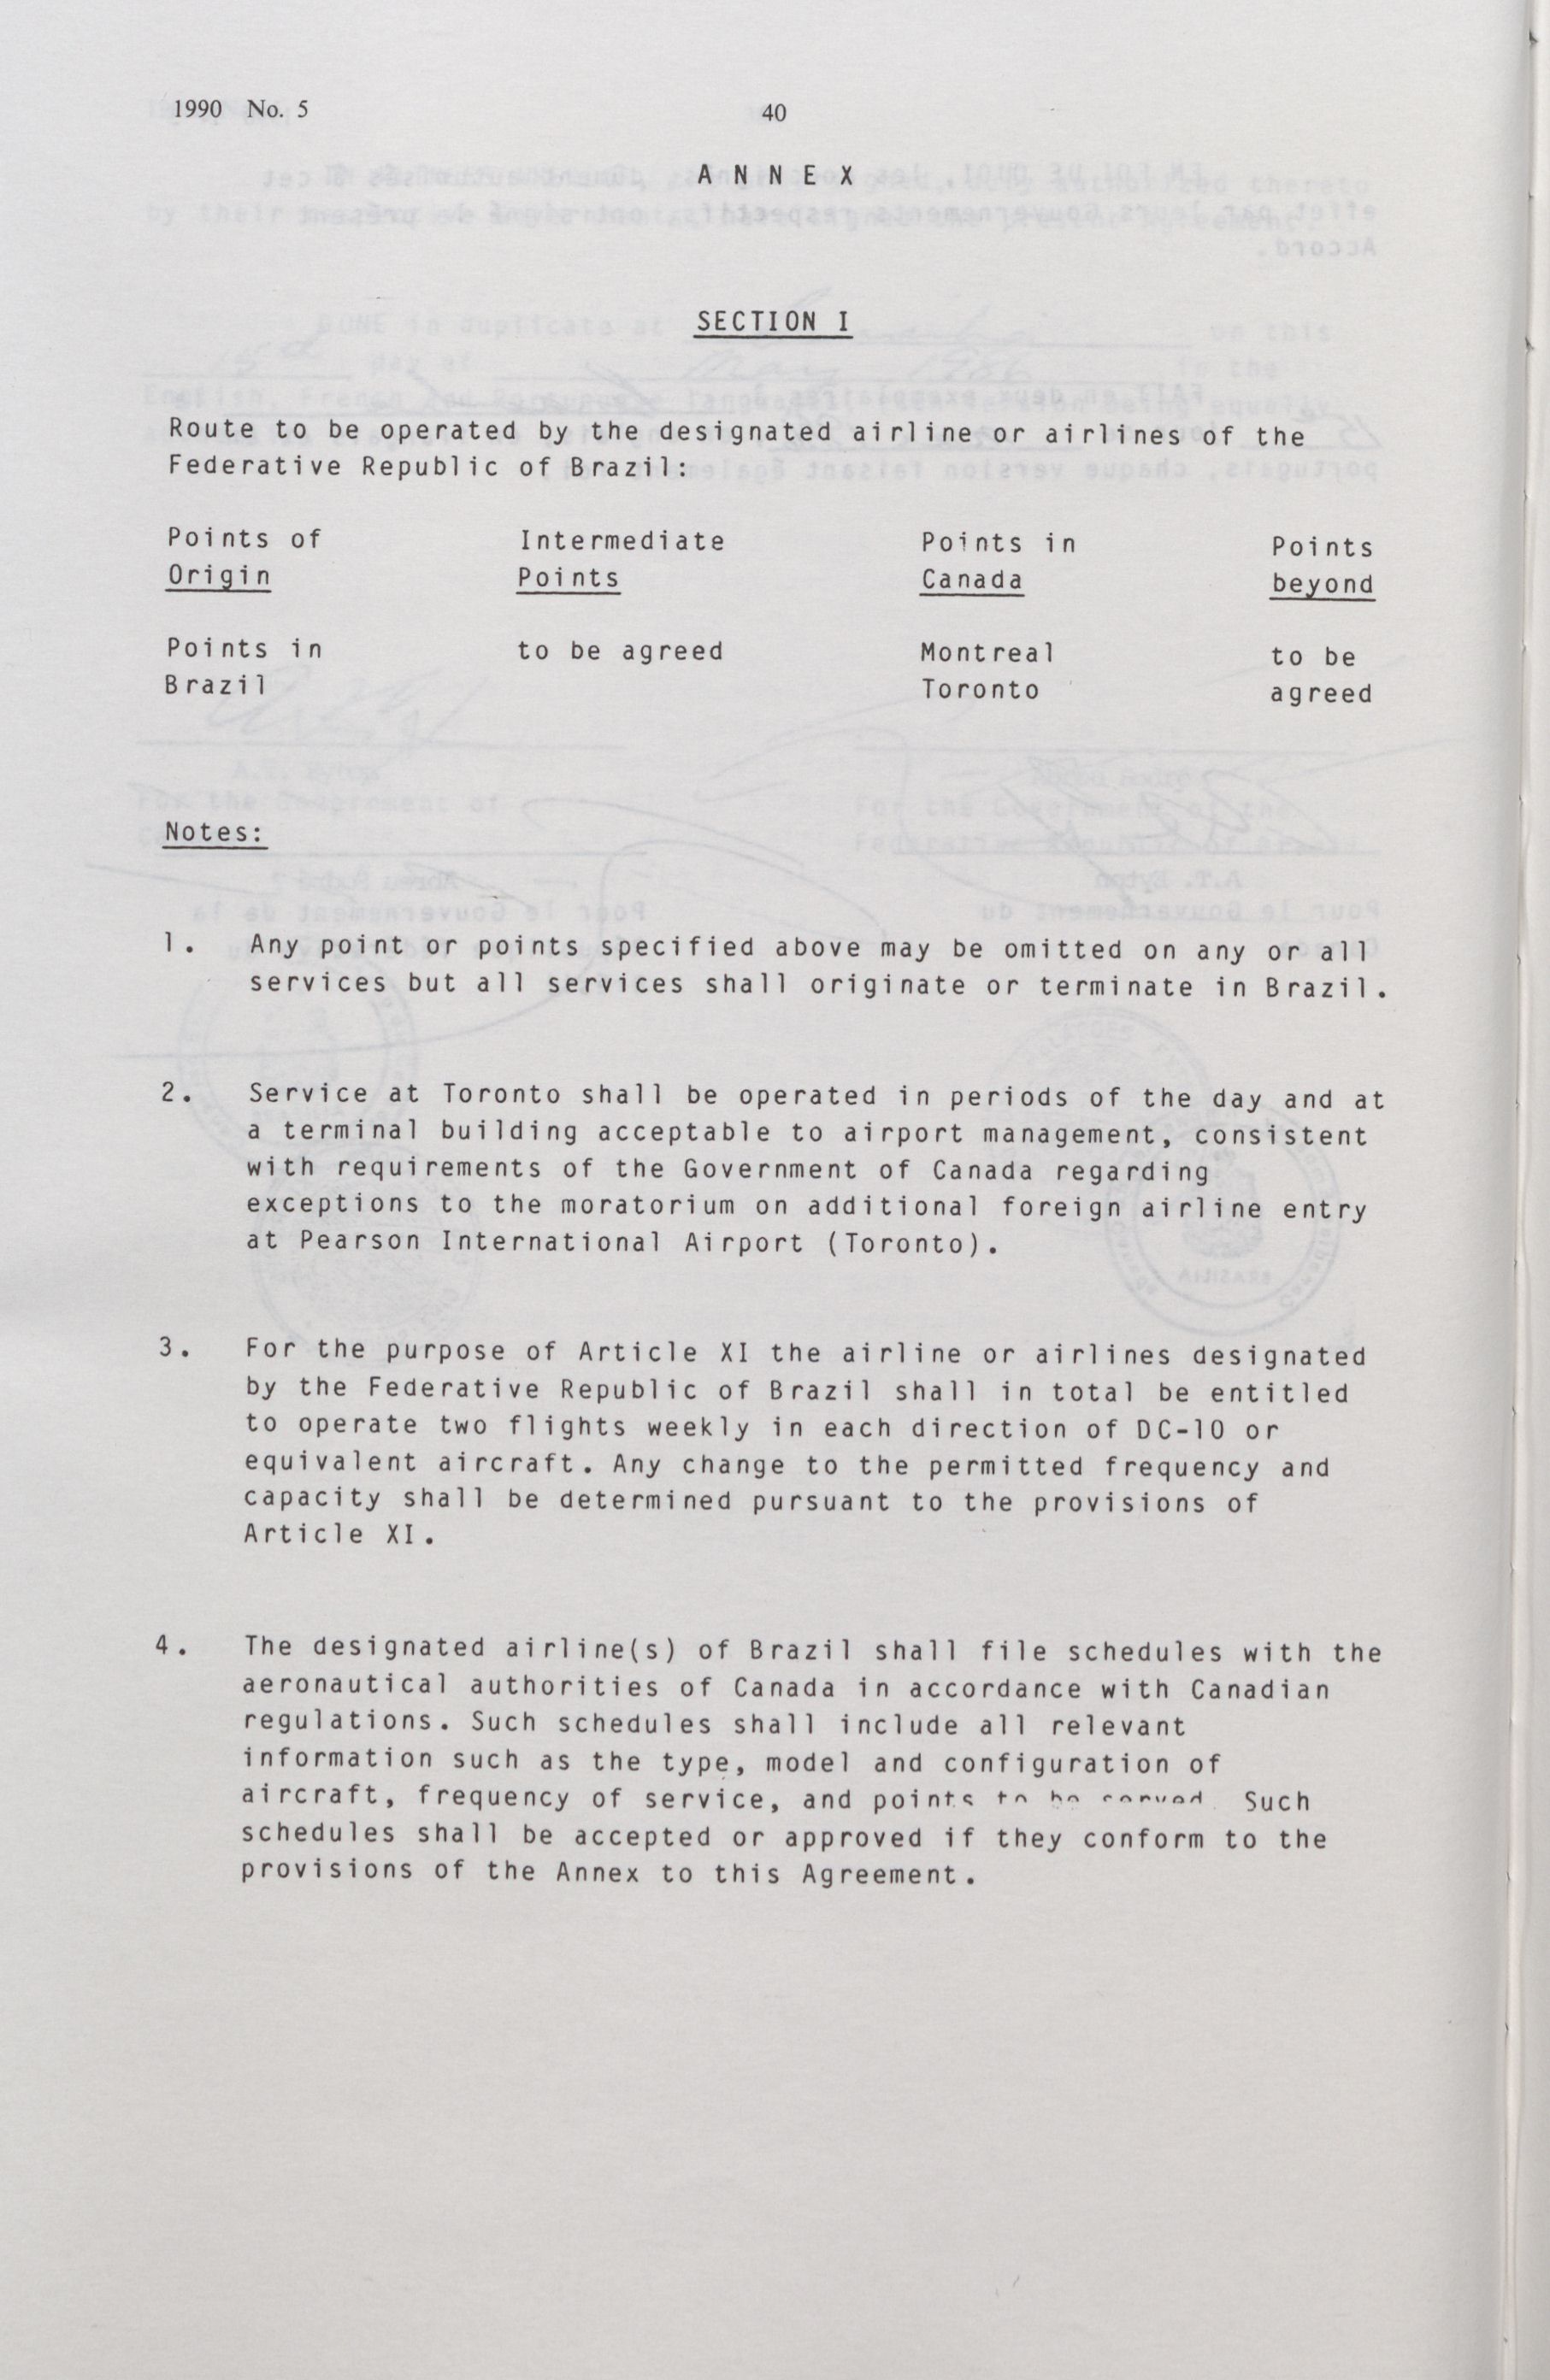 1990 No. 5
40
ANNEX
SECTION I
Route to be operated by the designated airline or airlines of the
Federative Republic of Brazil:
Points of Intermediate Points in Points
Origin Points Canada beyond
Points in to be agreed Montreal to be
Brazil Toronto agreed
Notes:
1. Any point or points specified above may be omitted on any or all
services but all services shall originate or terminate in Brazil.
2. Service at Toronto shall be operated in periods of the day and at
a terminal building acceptable to airport management, consistent
with requirements of the Government of Canada regarding
exceptions to the moratorium on additional foreign airline entry
at Pearson International Airport (Toronto).
3. For the purpose of Article XI the airline or airlines designated
by the Federative Republic of Brazil shall in total be entitled
to operate two flights weekly in each direction of DC-10 or
equivalent aircraft. Any change to the permitted frequency and
capacity shall be determined pursuant to the provisions of
Article XI.
4. The designated airline(s) of Brazil shall file schedules with the
aeronautical authorities of Canada in accordance with Canadian
regulations. Such schedules shall include all relevant
information such as the type, model and configuration of
aircraft, frequency of service, and points to be served Such
schedules shall be accepted or approved if they conform to the
provisions of the Annex to this Agreement.